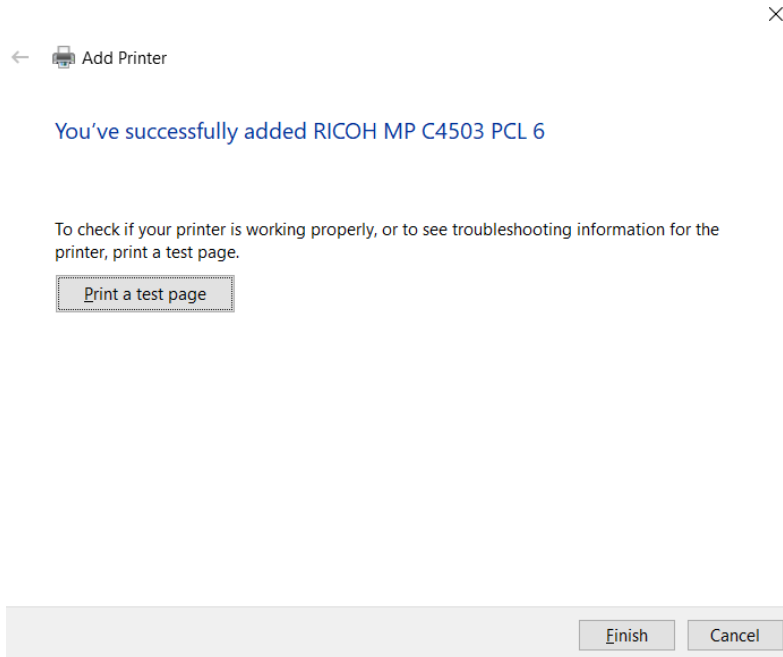 Add Printer
You’ve successfully added RICOH MP C4503 PCL 6
To check if your printer is working properly, or to see troubleshooting information for the
printer, print a test page.
Print a test page
Finish Cancel